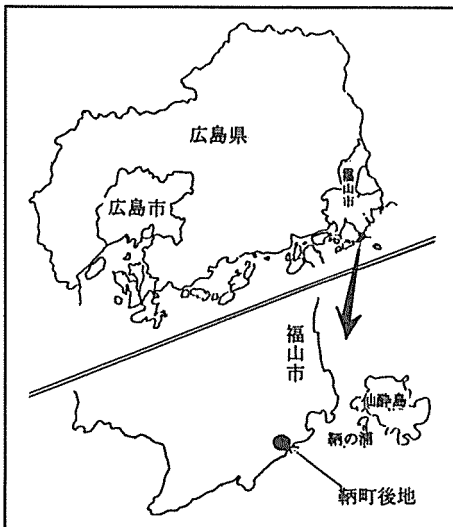 広島県
広島市
福山市
福山市
仙酔島
鞆の浦
鞆町後地